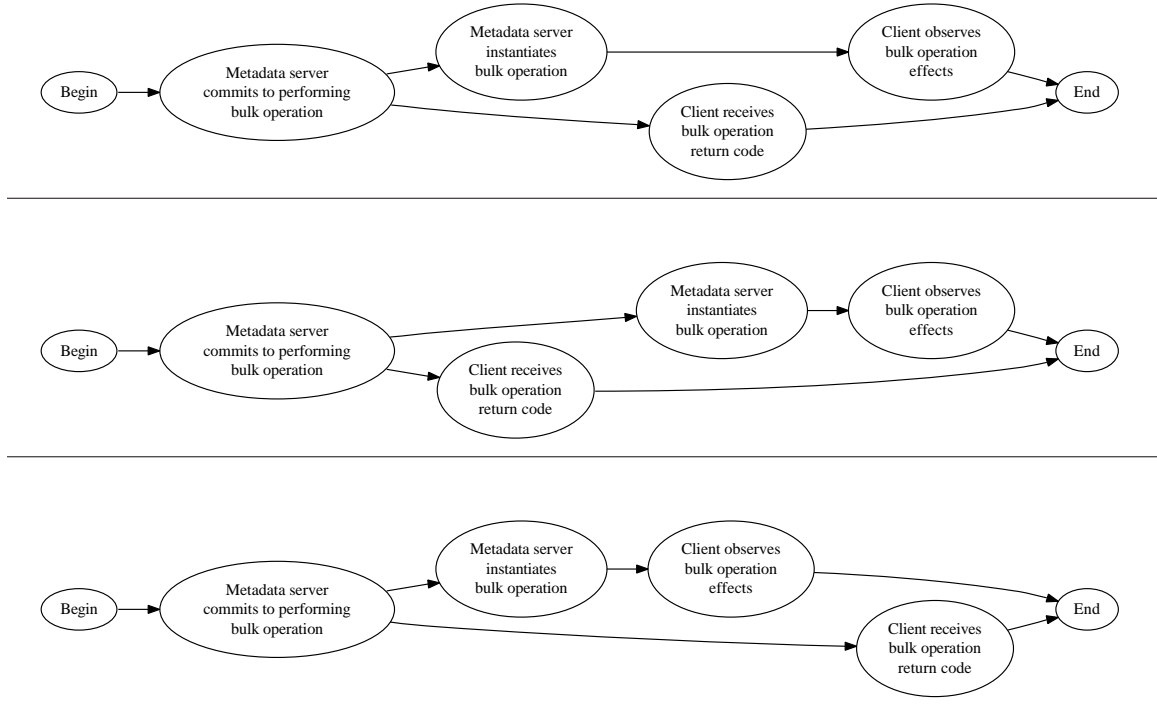 Begin
Metadata server
commits to performing
bulk operation
Metadata server
instantiates
bulk operation
Client receives
bulk operation
return code
Client observes
bulk operation
effects
End
Begin
Metadata server
commits to performing
bulk operation
Client receives
bulk operation
return code
Metadata server
instantiates
bulk operation
Client observes
bulk operation
effects
End
Begin
Metadata server
commits to performing
bulk operation
Metadata server
instantiates
bulk operation
Client observes
bulk operation
effects
Client receives
bulk operation
return code
End